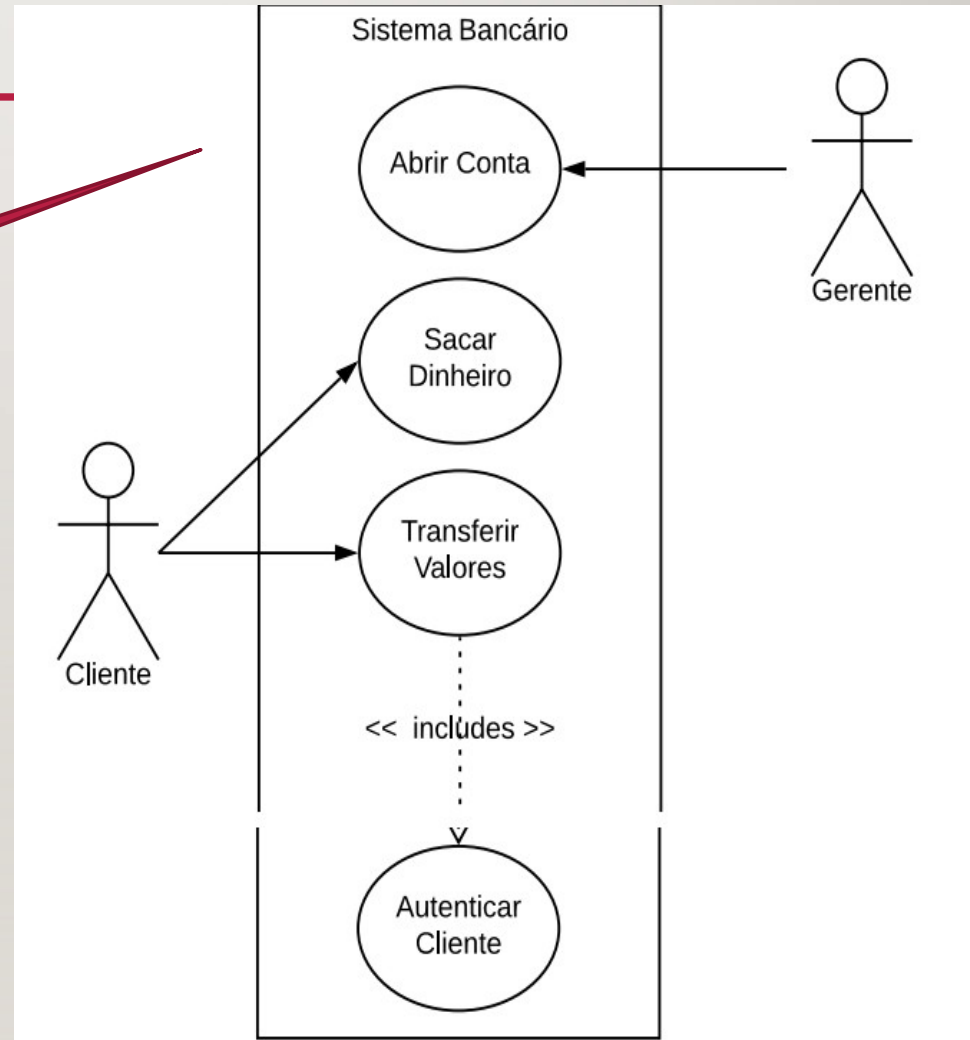 Sistema Bancário
Abrir Conta
Gerente
Sacar
Dinheiro
Transferir
Valores
Cliente
<< includes >>
Autenticar
Cliente